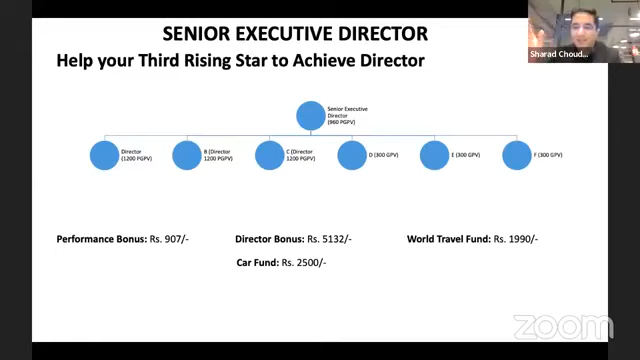 SENIOR EXECUTIVE DIRECTOR
Help your Third Rising Star to Achieve Director
Sharad Choud...
Senior Executive
Director
(960 PGPV)
Director
(1200 PGPV)
B (Director
1200 PGPV)
C (Director
1200 PGPV)
D (300 GPV)
E (300 GPV)
F (300 GPV)
Performance Bonus: Rs. 907/-
Director Bonus: Rs. 5132/-
World Travel Fund: Rs. 1990/-
Car Fund: Rs. 2500/-
zoom